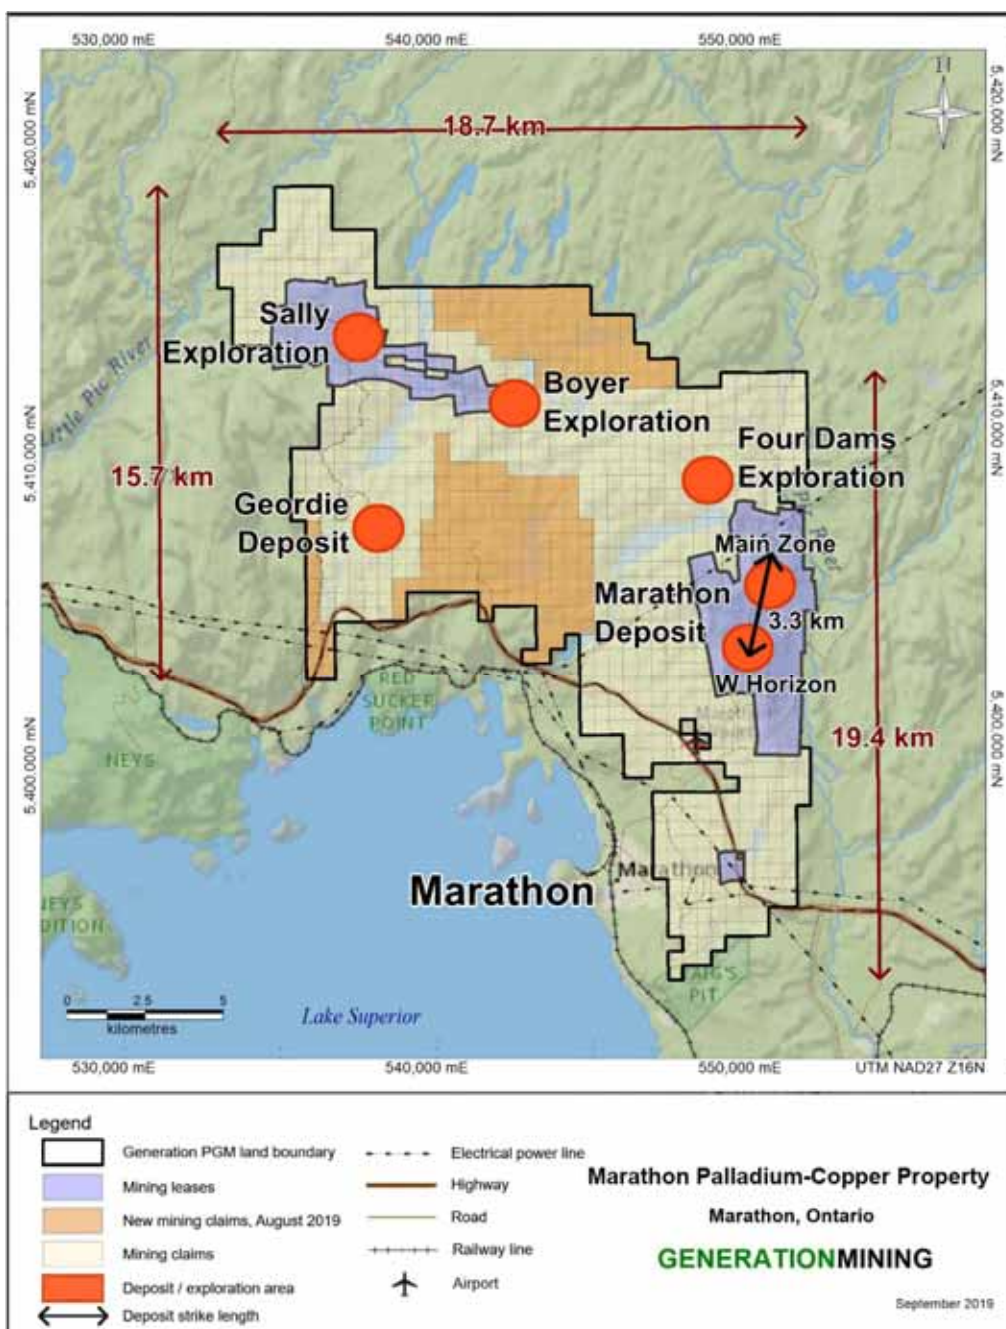 530,000 mE
540,000 mE
550,000 mE
5,420,000 mN
5,420,000 mN
18.7 km
Sally
Exploration
Little Pic River
Boyer
Exploration
5,410,000 mN
5,410,000 mN
Four Dams
Exploration
15.7 km
Geordie
Deposit
Main Zone
Marathon
Deposit
3.3 km
W Horizon
RED
SUCKER
POINT
19.4 km
5,400,000 mN
5,400,000 mN
NEYS
Marathon
Marathon
NEYS
DITION
PIT
0 2.5 5
kilometres
Lake Superior
530,000 mE
540,000 mE
550,000 mE
UTM NAD27 Z16N
Legend
Generation PGM land boundary
Mining leases
New mining claims, August 2019
Mining claims
Deposit / exploration area
Deposit strike length
Electrical power line
Highway
Road
Railway line
Airport
Marathon Palladium-Copper Property
Marathon, Ontario
GENERATIONMINING
September 2019